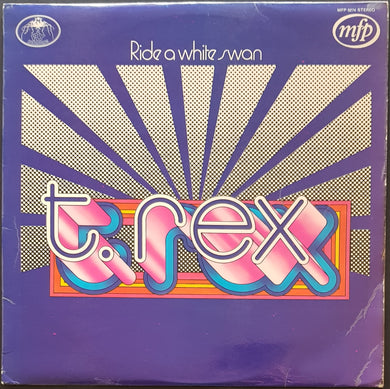 MFP 5274 STEREO
mfp
Ride a white swan
t. rex